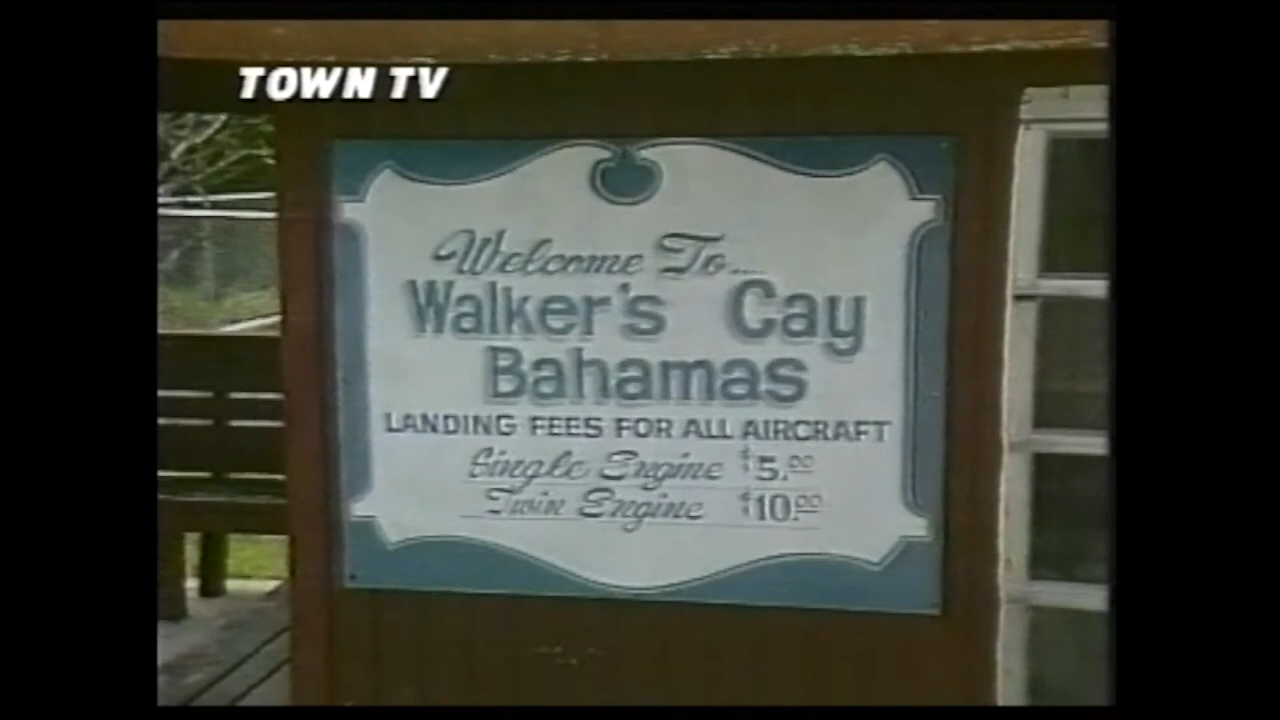 TOWN TV
Welcome To....
Walker's Cay
Bahamas
LANDING FEES FOR ALL AIRCRAFT
Single Engine $5.00
Twin Engine $10.00